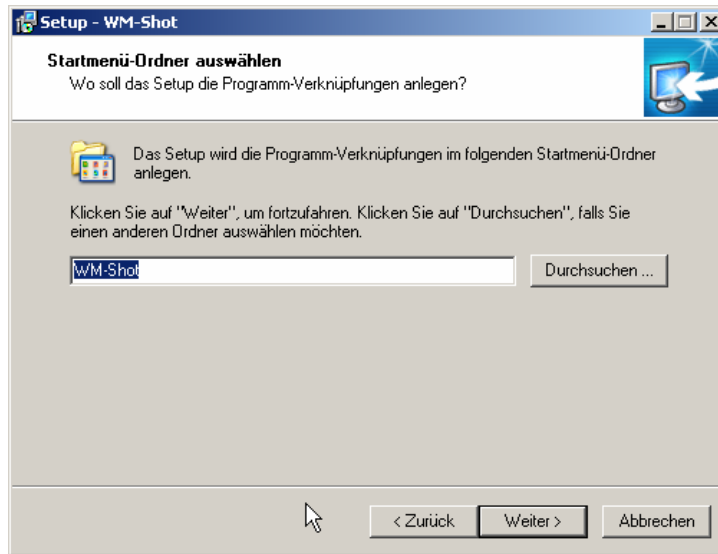 Setup - WM-Shot
Startmenü-Ordner auswählen
Wo soll das Setup die Programm-Verknüpfungen anlegen?
Das Setup wird die Programm-Verknüpfungen im folgenden Startmenü-Ordner
anlegen.
Klicken Sie auf "Weiter", um fortzufahren. Klicken Sie auf "Durchsuchen", falls Sie
einen anderen Ordner auswählen möchten.
WM-Shot
Durchsuchen ...
< Zurück
Weiter >
Abbrechen